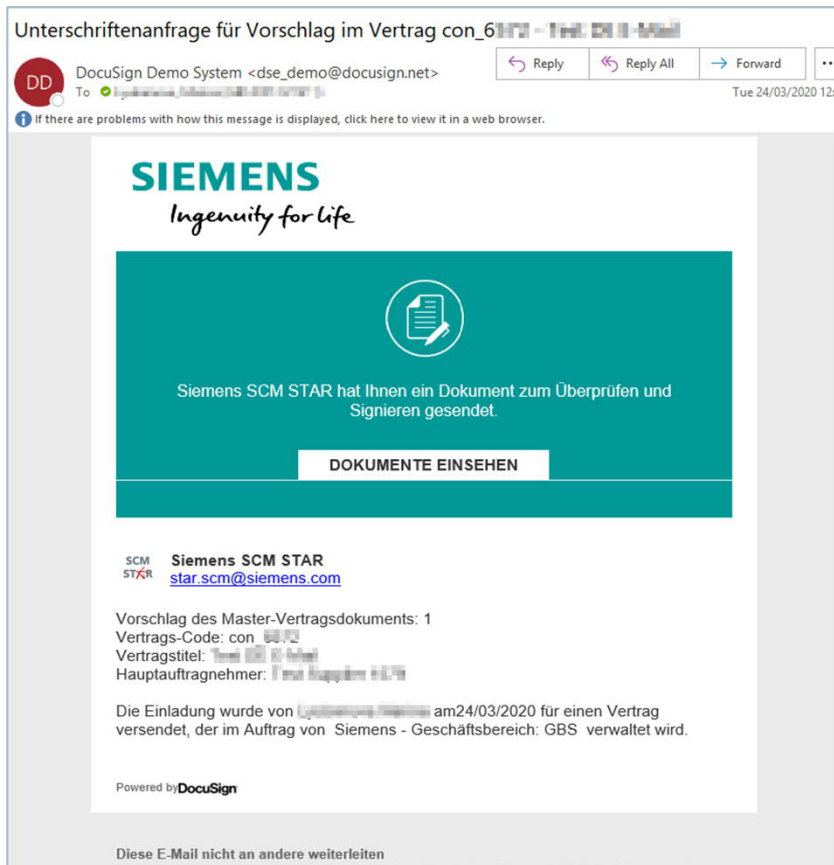 Unterschriftenanfrage für Vorschlag im Vertrag con_6
DD
DocuSign Demo System <dse_demo@docusign.net>
To
Reply
Reply All
Forward
Tue 24/03/2020 12:
If there are problems with how this message is displayed, click here to view it in a web browser.
SIEMENS
Ingenuity for life
Siemens SCM STAR hat Ihnen ein Dokument zum Überprüfen und
Signieren gesendet.
DOKUMENTE EINSEHEN
SCM
STAR
Siemens SCM STAR
star.scm@siemens.com
Vorschlag des Master-Vertragsdokuments: 1
Vertrags-Code: con
Vertragstitel:
Hauptauftragnehmer:
Die Einladung wurde von am24/03/2020 für einen Vertrag
versendet, der im Auftrag von Siemens - Geschäftsbereich: GBS verwaltet wird.
Powered by DocuSign
Diese E-Mail nicht an andere weiterleiten